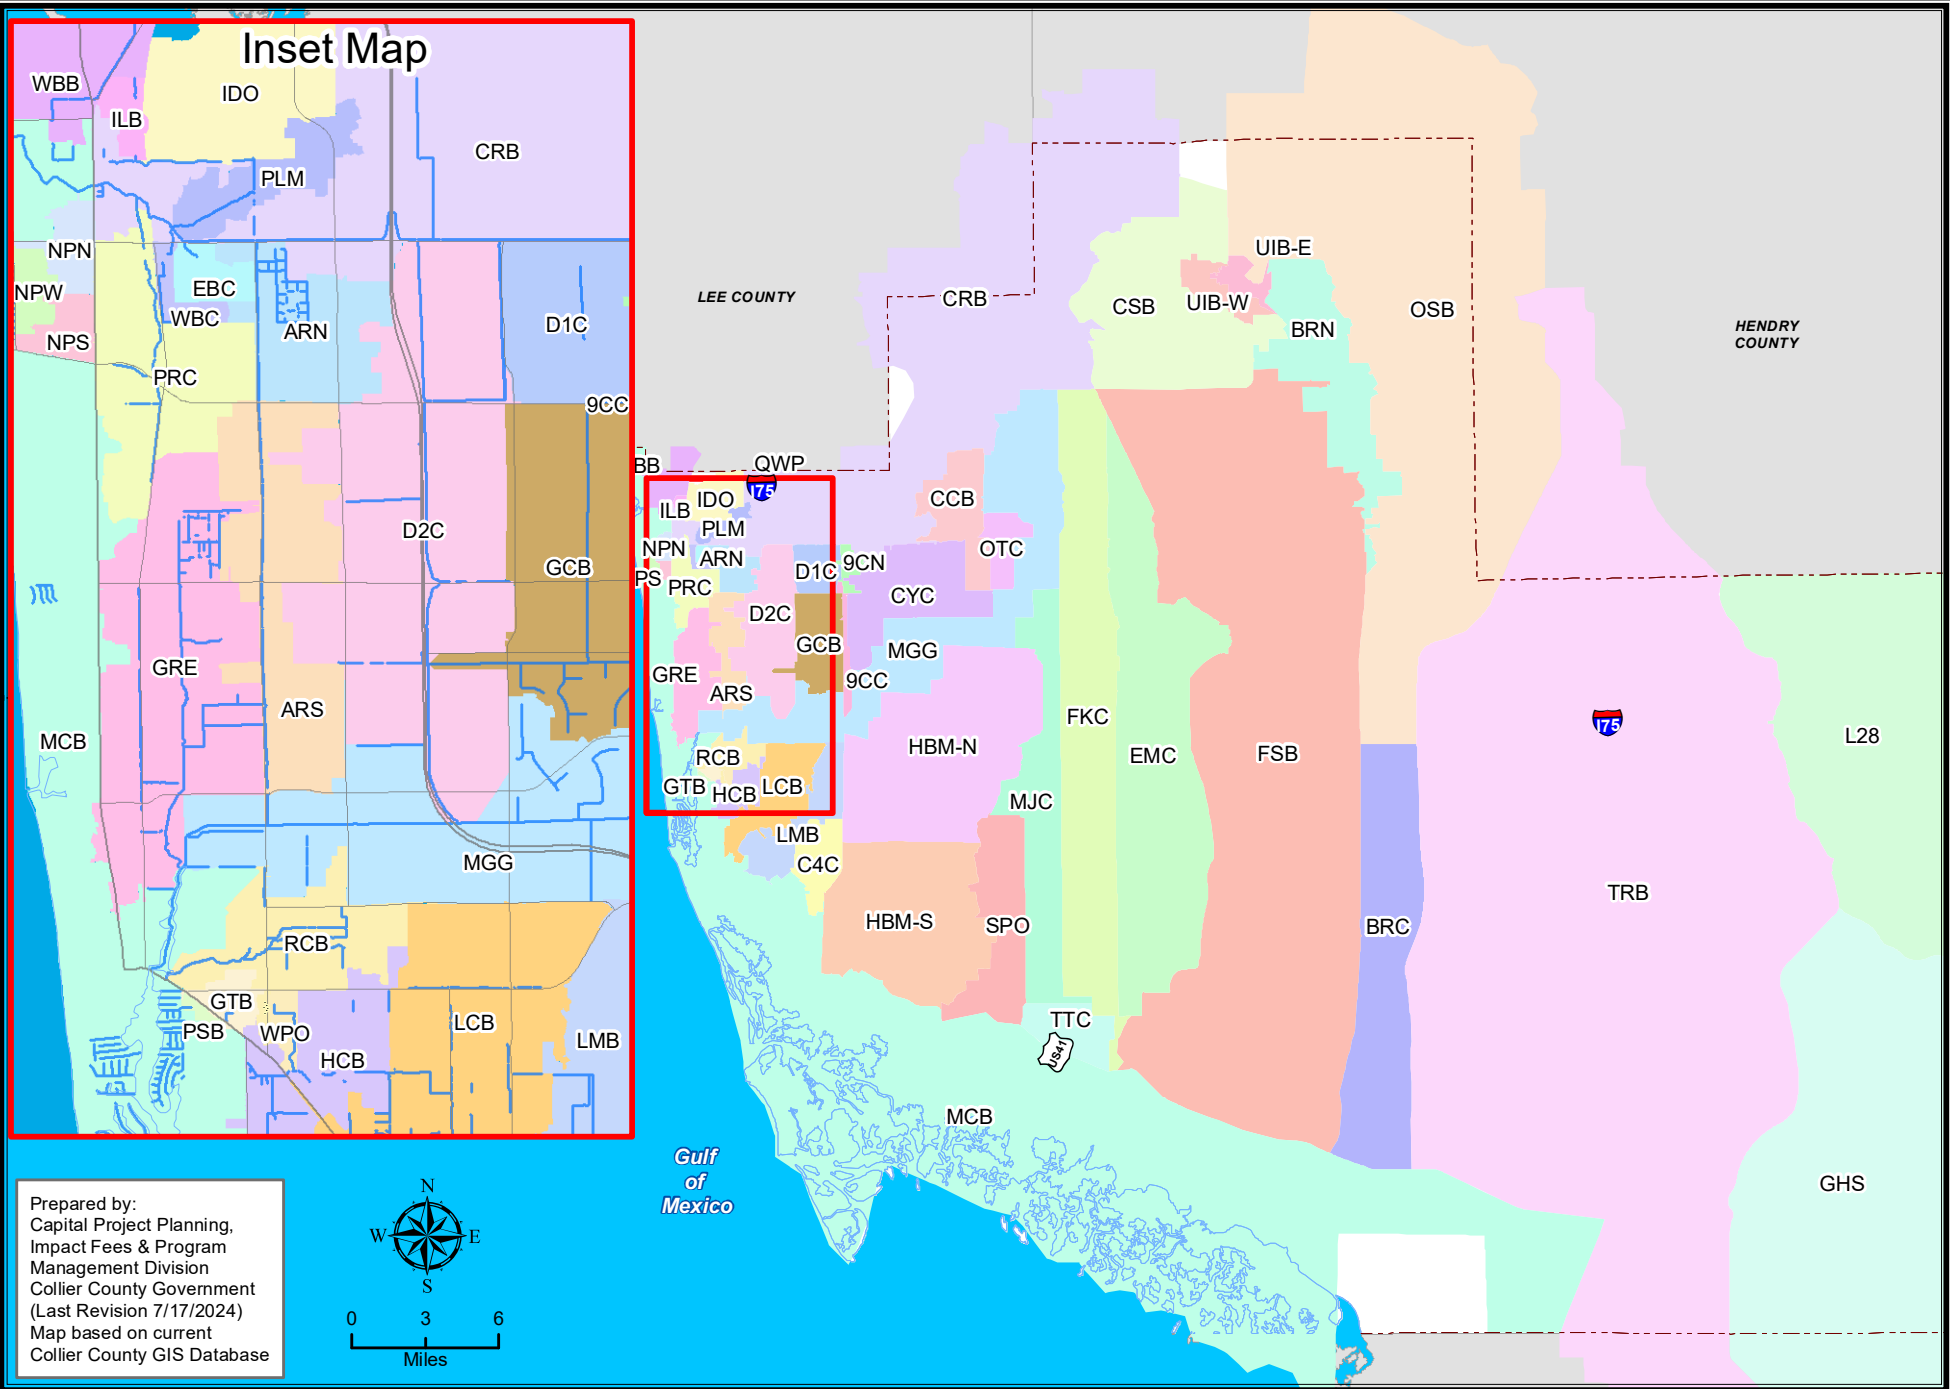 Inset Map
WBB
IDO
ILB
CRB
PLM
NPN
EBC
NPW
WBC
ARN
D1C
NPS
PRC
9CC
D2C
GCB
GRE
ARS
MCB
MGG
RCB
GTB
PSB
WPO
LCB
HCB
LMB
LEE COUNTY
HENDRY
COUNTY
UIB-E
CRB
CSB
UIB-W
BRN
OSB
BB
QWP
I75
IDO
ILB
CCB
PLM
NPN
ARN
OTC
9CN
D1C
PS
PRC
CYC
D2C
GCB
MGG
GRE
9CC
ARS
FKC
I75
L28
HBM-N
EMC
FSB
RCB
GTB
HCB
LCB
MJC
LMB
C4C
TRB
HBM-S
SPO
BRC
TTC
US41
MCB
GHS
Gulf
of
Mexico
Prepared by:
Capital Project Planning,
Impact Fees & Program
Management Division
Collier County Government
(Last Revision 7/17/2024)
Map based on current
Collier County GIS Database
N
W
E
S
0 3 6
Miles